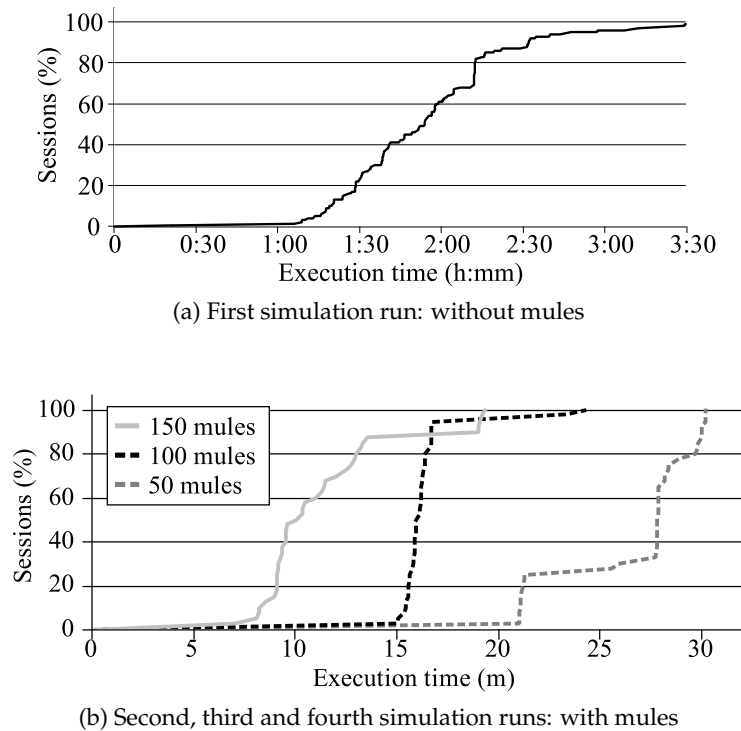 100
80
60
40
20
0
Sessions (%)
0 0:30 1:00 1:30 2:00 2:30 3:00 3:30
Execution time (h:mm)
(a) First simulation run: without mules
100
80
60
40
20
0
Sessions (%)
150 mules
100 mules
50 mules
0 5 10 15 20 25 30
Execution time (m)
(b) Second, third and fourth simulation runs: with mules